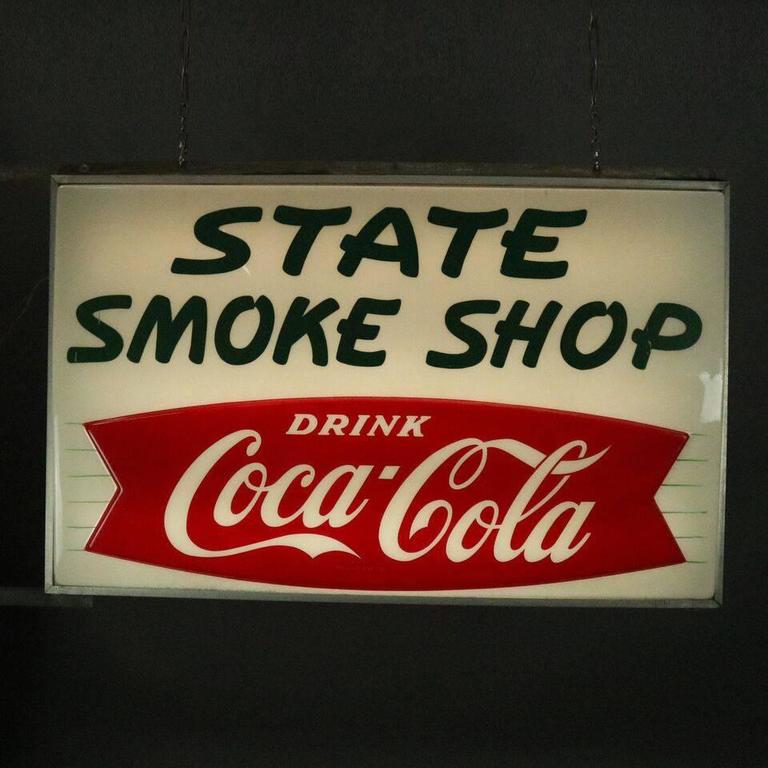 STATE
SMOKE SHOP
DRINK
Coca-Cola